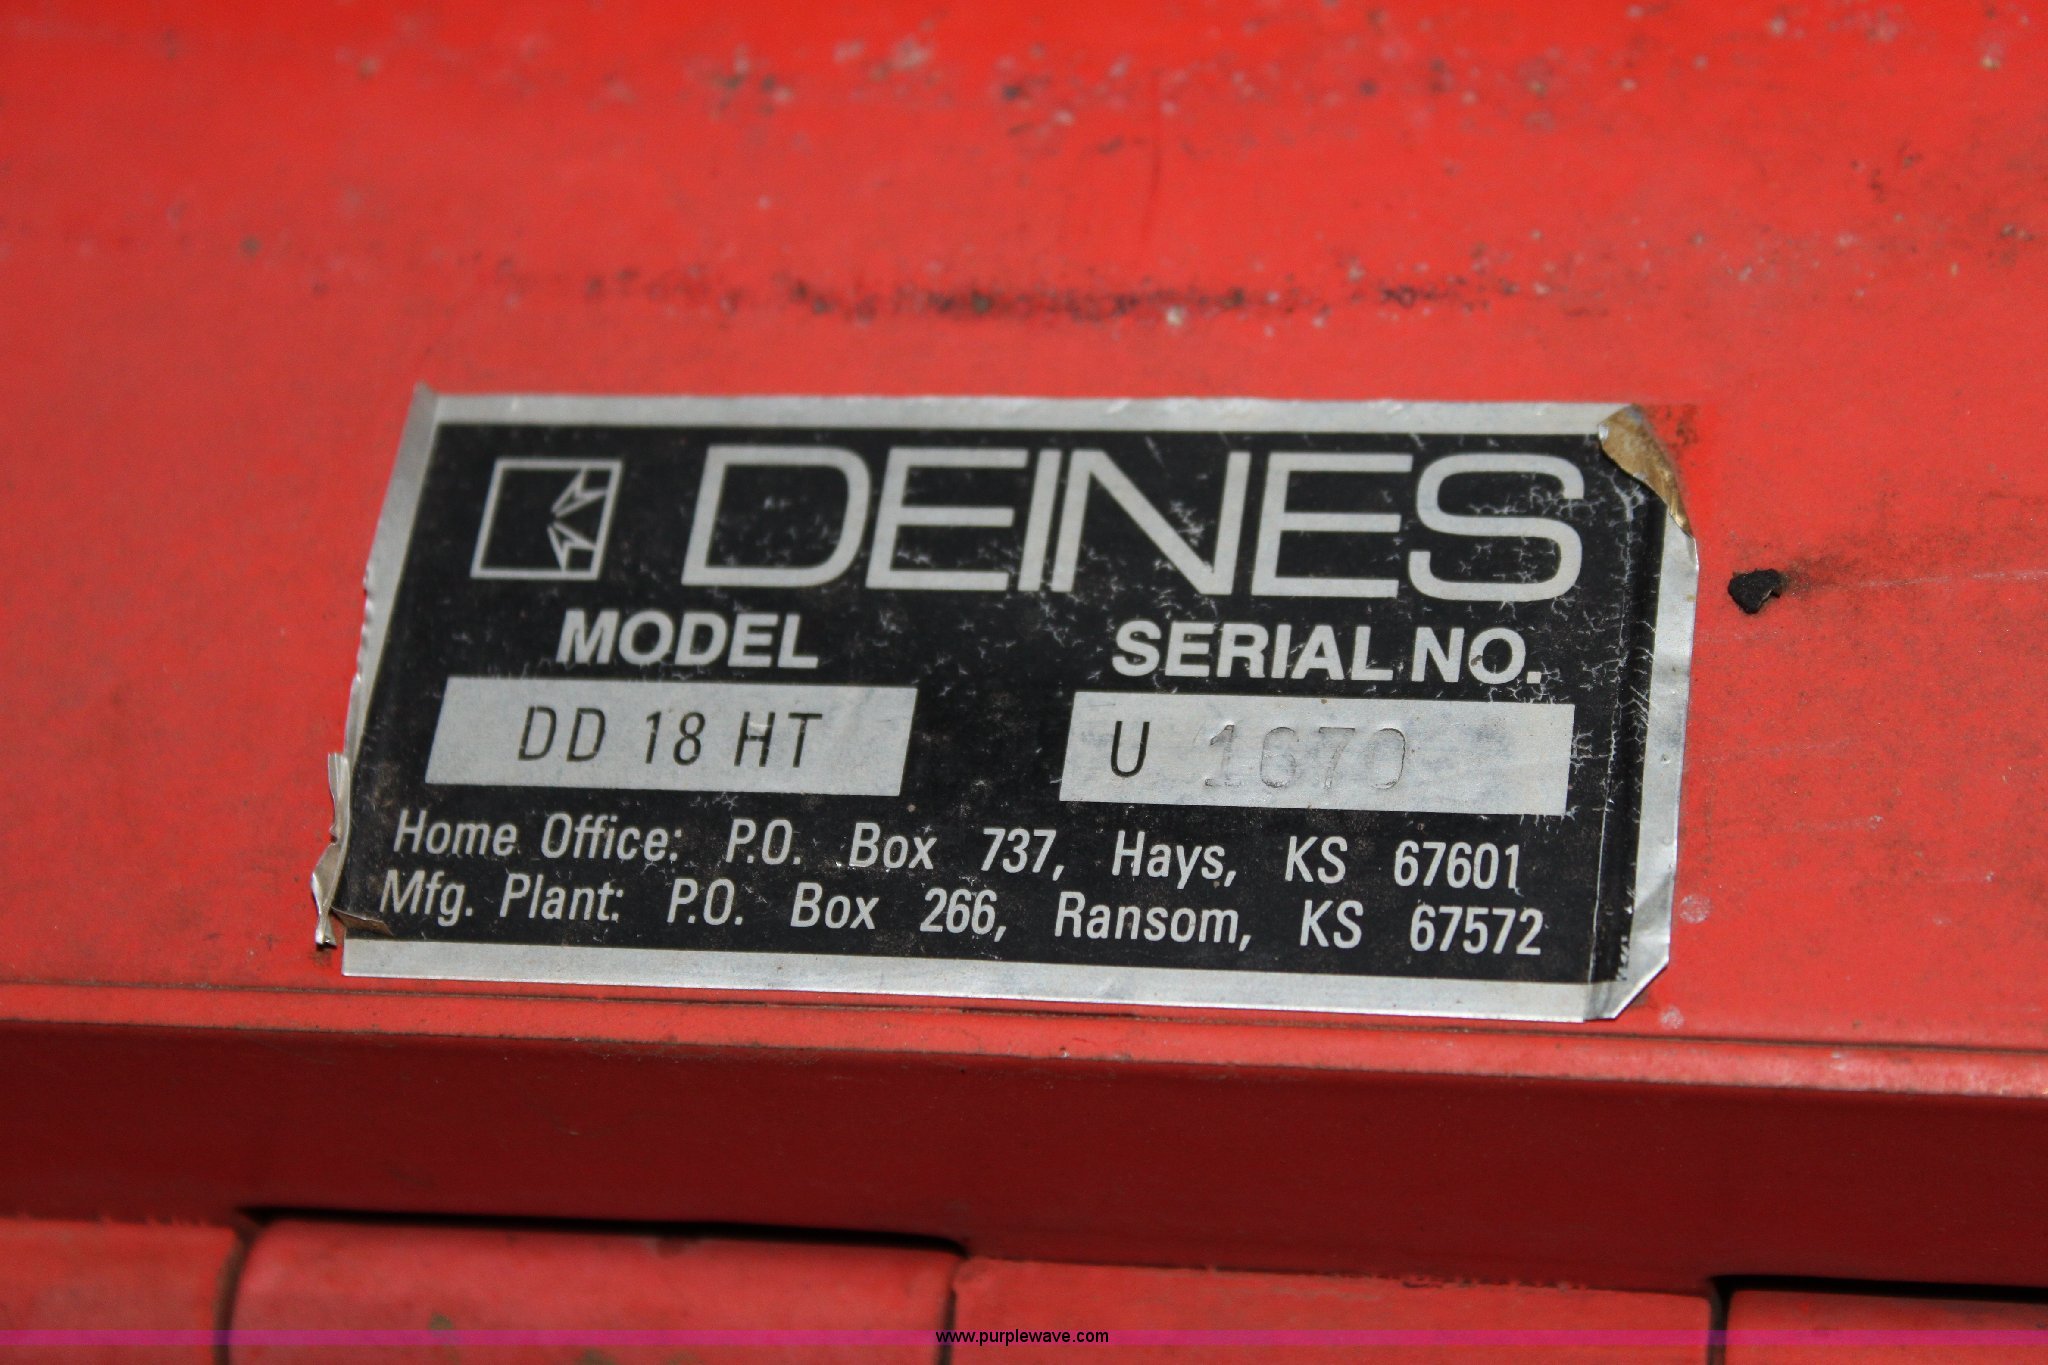 DEINES
MODEL SERIAL NO.
DD 18 HT U 1670
Home Office: P.O. Box 737, Hays, KS 67601
Mfg. Plant: P.O. Box 266, Ransom, KS 67572
www.purplewave.com